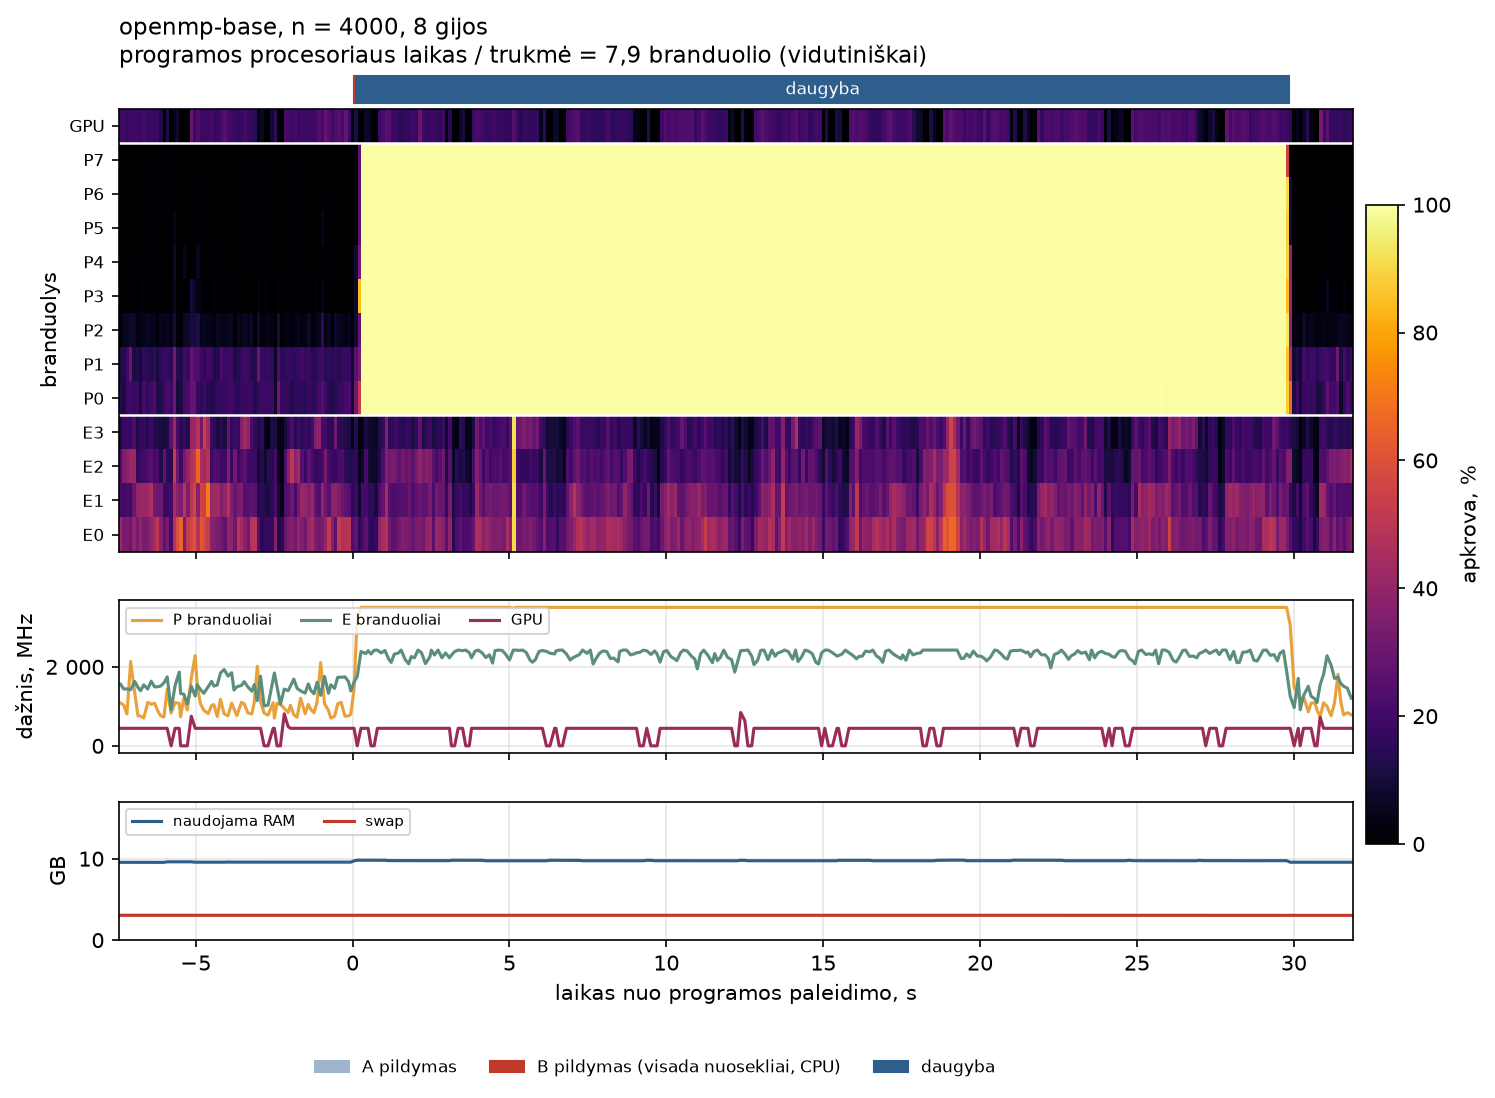 openmp-base, n = 4000, 8 gijos
programos procesoriaus laikas / trukmė = 7,9 branduolio (vidutiniškai)
daugyba
GPU
P7
P6
P5
P4
P3
P2
P1
P0
E3
E2
E1
E0
branduolys
100
80
60
40
20
0
apkrova, %
P branduoliai
E branduoliai
GPU
dažnis, MHz
2 000
0
naudojama RAM
swap
GB
10
0
−5
0
5
10
15
20
25
30
laikas nuo programos paleidimo, s
A pildymas
B pildymas (visada nuosekliai, CPU)
daugyba